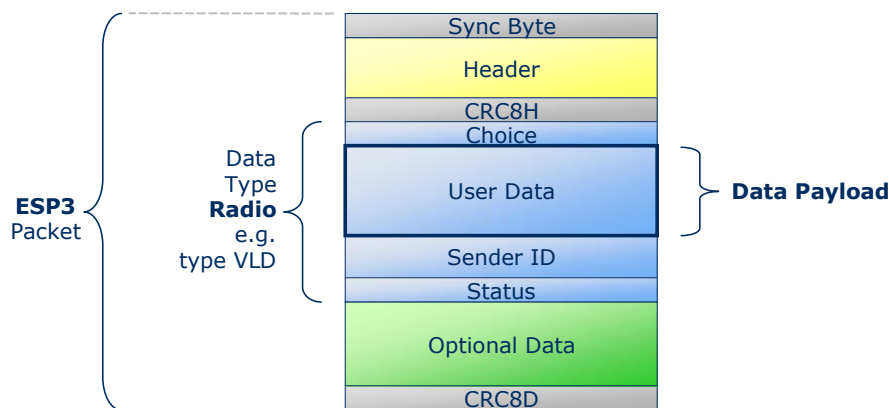 Sync Byte
Header
CRC8H
Choice
User Data
Sender ID
Status
Optional Data
CRC8D
Data
Type
Radio
e.g.
type VLD
ESP3
Packet
Data Payload